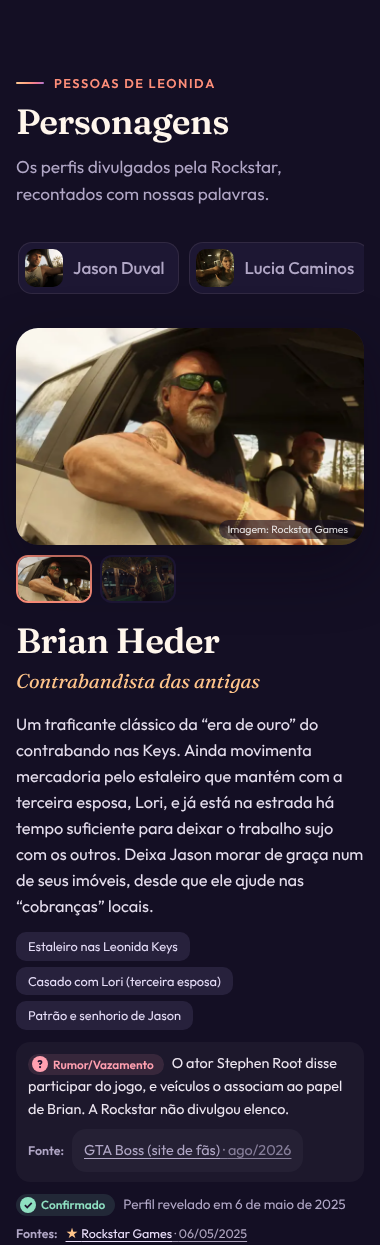 PESSOAS DE LEONIDA
Personagens
Os perfis divulgados pela Rockstar,
recontados com nossas palavras.
Jason Duval
Lucia Caminos
Imagem: Rockstar Games
Brian Heder
Contrabandista das antigas
Um traficante clássico da “era de ouro” do
contrabando nas Keys. Ainda movimenta
mercadoria pelo estaleiro que mantém com a
terceira esposa, Lori, e já está na estrada há
tempo suficiente para deixar o trabalho sujo
com os outros. Deixa Jason morar de graça num
de seus imóveis, desde que ele ajude nas
“cobranças” locais.
Estaleiro nas Leonida Keys
Casado com Lori (terceira esposa)
Patrão e senhorio de Jason
? Rumor/Vazamento O ator Stephen Root disse
participar do jogo, e veículos o associam ao papel
de Brian. A Rockstar não divulgou elenco.
Fonte: GTA Boss (site de fãs) · ago/2026
✓ Confirmado Perfil revelado em 6 de maio de 2025
Fontes: ★ Rockstar Games · 06/05/2025